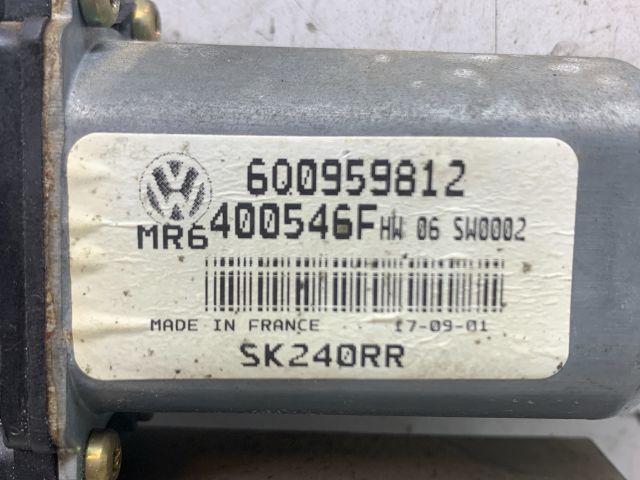 6Q0959812
MR6 400546F HW 06 SW0002
MADE IN FRANCE 17-09-01
SK240RR